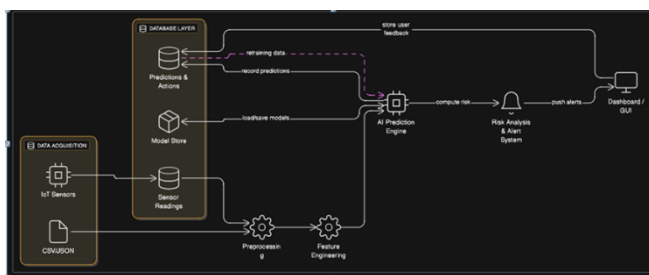 store user
feedback
DATABASE LAYER
retraining data
Predictions &
Actions
record predictions
AI Prediction
Engine
compute risk
Risk Analysis
& Alert
System
push alerts
Dashboard /
GUI
load/save models
Model Store
DATA ACQUISITION
IoT Sensors
Sensor
Readings
CSV/JSON
Preprocessin
g
Feature
Engineering